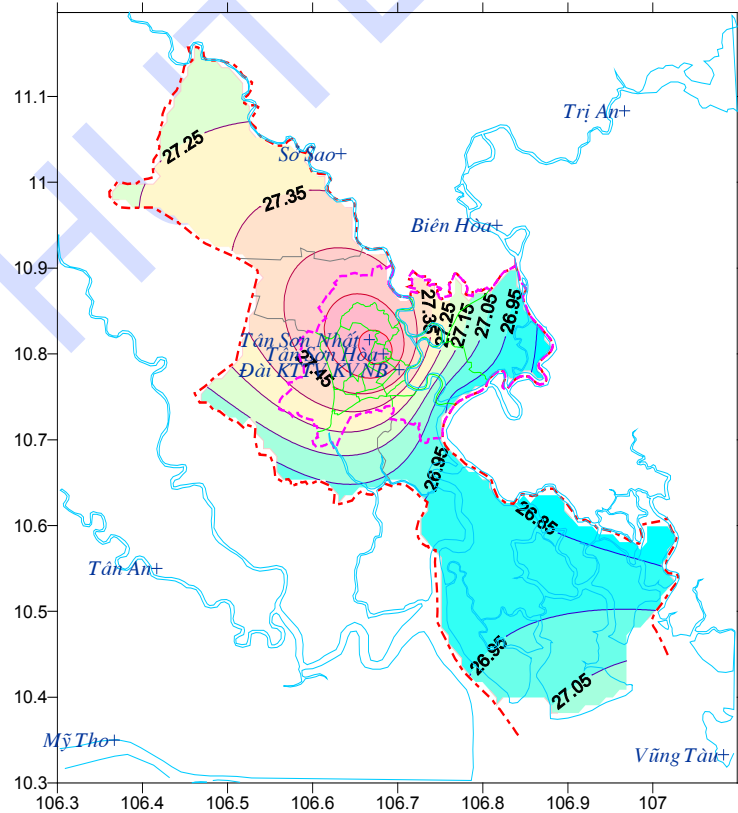 HUTE
11.1
Trị An+
27.25
Sở Sao+
11
27.35
Biên Hòa+
10.9
27.35
27.25
27.15
27.05
26.95
Tân Sơn Nhất +
Tân Sơn Hòa+
10.8
Đài KTTV KVNB +
27.45
10.7
26.95
10.6
26.85
Tân An+
10.5
26.95
27.05
10.4
Mỹ Tho+
Vũng Tàu+
10.3
106.3 106.4 106.5 106.6 106.7 106.8 106.9 107